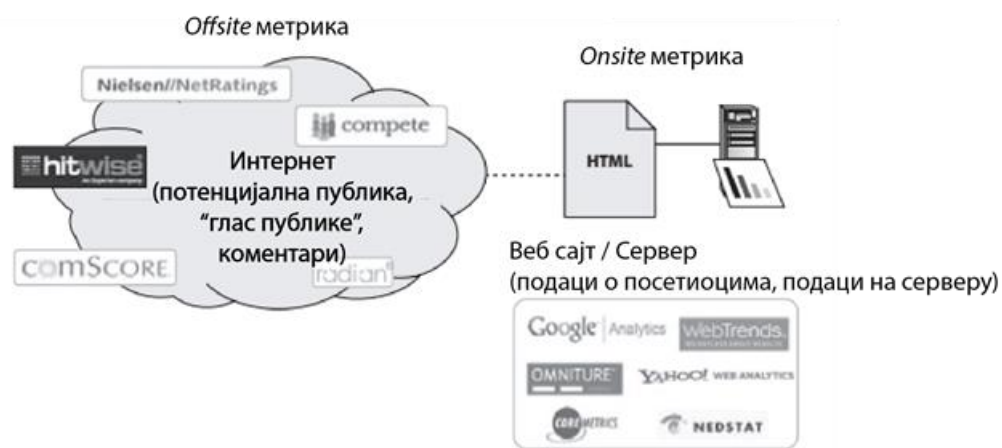 Offsite метрика
Onsite метрика
Nielsen//NetRatings
compete
hitwise
Интернет
(потенцијална публика,
“глас публике”,
коментари)
comSCORE
radian6
HTML
Веб сајт / Сервер
(подаци о посетиоцима, подаци на серверу)
Google Analytics
WebTrends
OMNITURE
YAHOO! WEB ANALYTICS
COREMETRICS
NEDSTAT